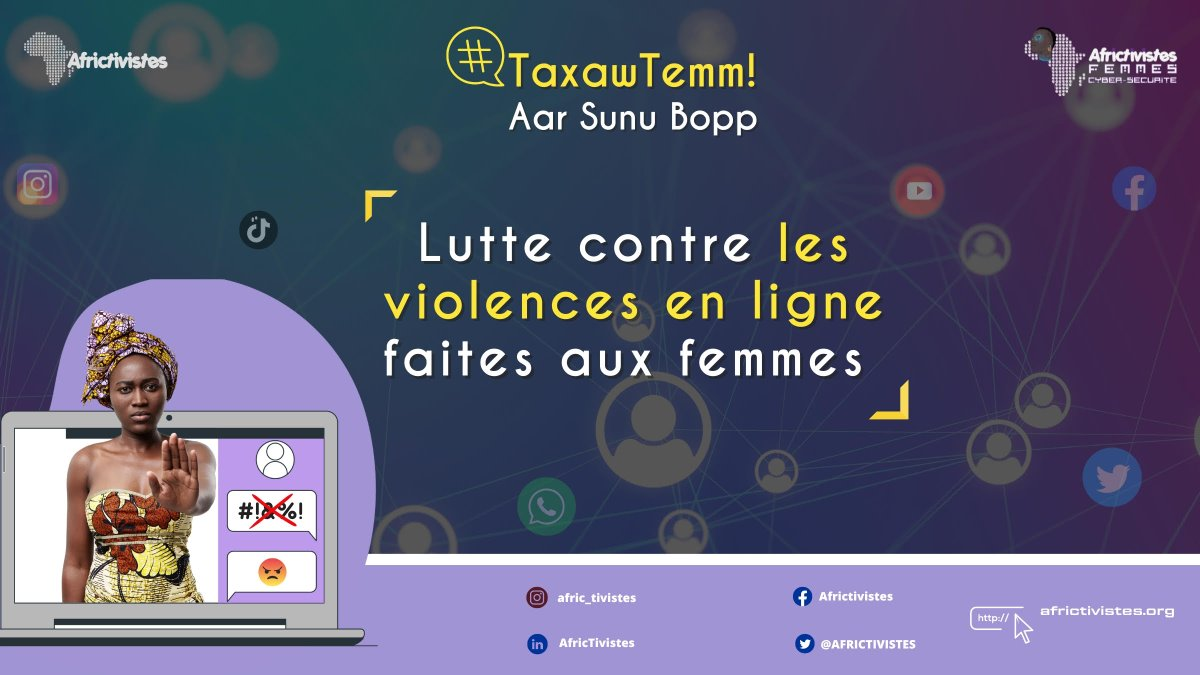 Africtivistes
#TaxawTemm!
Aar Sunu Bopp
Africtivistes
FEMMES
CYBER-SECURITE
Lutte contre les
violences en ligne
faites aux femmes
#!&%!
afric_tivistes
Africtivistes
AfricTivistes
@AFRICTIVISTES
http://
africtivistes.org